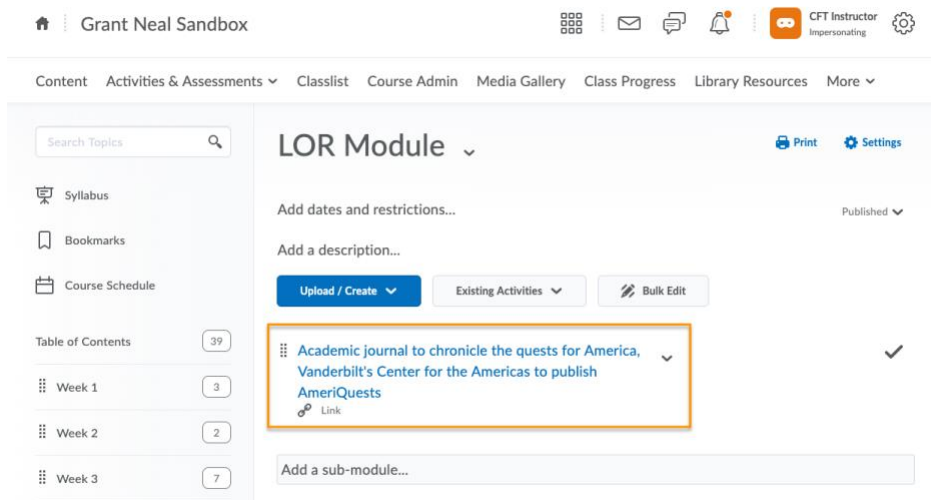 Grant Neal Sandbox
CFT Instructor
Impersonating
Content Activities & Assessments Classlist Course Admin Media Gallery Class Progress Library Resources More
Search Topics
Syllabus
Bookmarks
Course Schedule
Table of Contents 39
Week 1 3
Week 2 2
Week 3 7
LOR Module
Print Settings
Add dates and restrictions...
Published
Add a description...
Upload / Create Existing Activities Bulk Edit
Academic journal to chronicle the quests for America,
Vanderbilt's Center for the Americas to publish
AmeriQuests
Link
Add a sub-module...